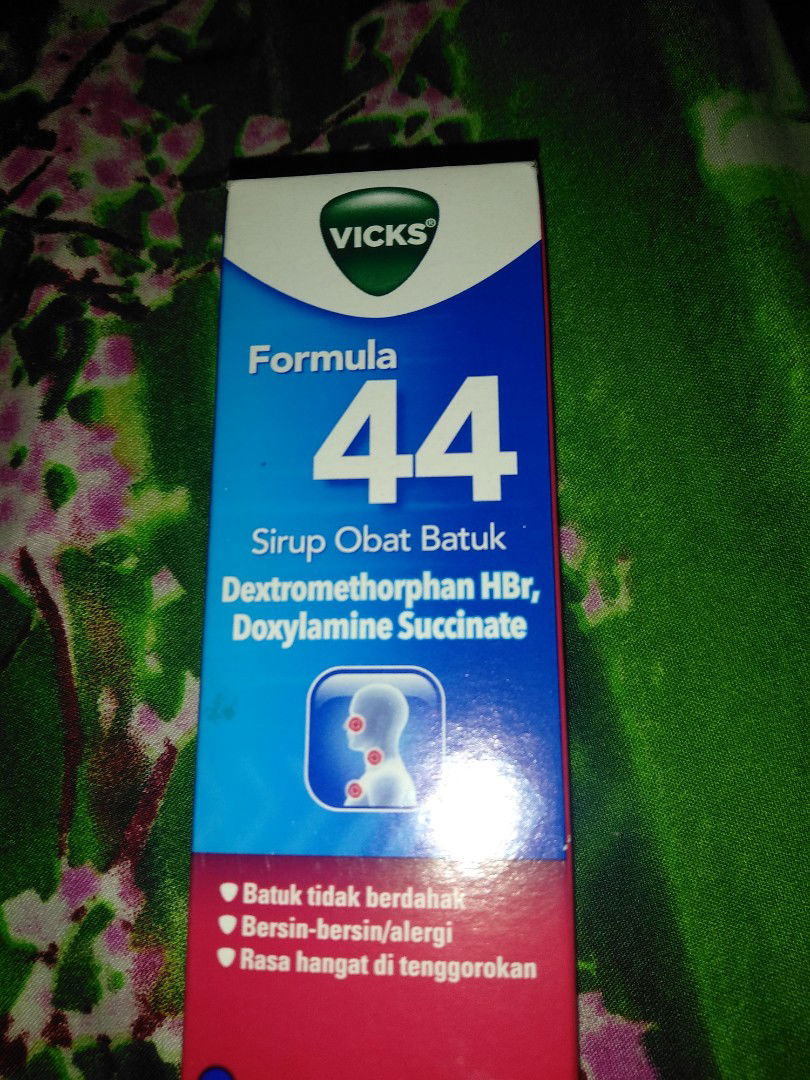 VICKS®
Formula
44
Sirup Obat Batuk
Dextromethorphan HBr,
Doxylamine Succinate
Batuk tidak berdahak
Bersin-bersin/alergi
Rasa hangat di tenggorokan